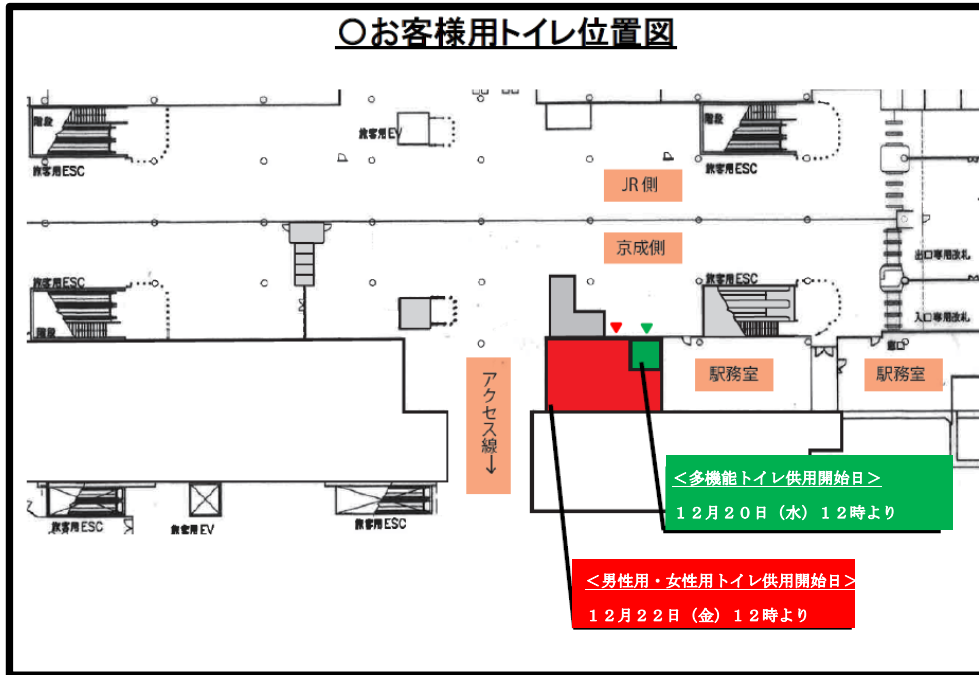 ○お客様用トイレ位置図
階段
旅客用ESC
旅客用EV
階段
旅客用ESC
JR側
京成側
出口専用改札
旅客用ESC
階段
旅客用ESC
入口専用改札
窓口
アクセス線→
駅務室
駅務室
旅客用ESC
旅客用EV
旅客用ESC
＜多機能トイレ供用開始日＞
１２月２０日（水）１２時より
＜男性用・女性用トイレ供用開始日＞
１２月２２日（金）１２時より